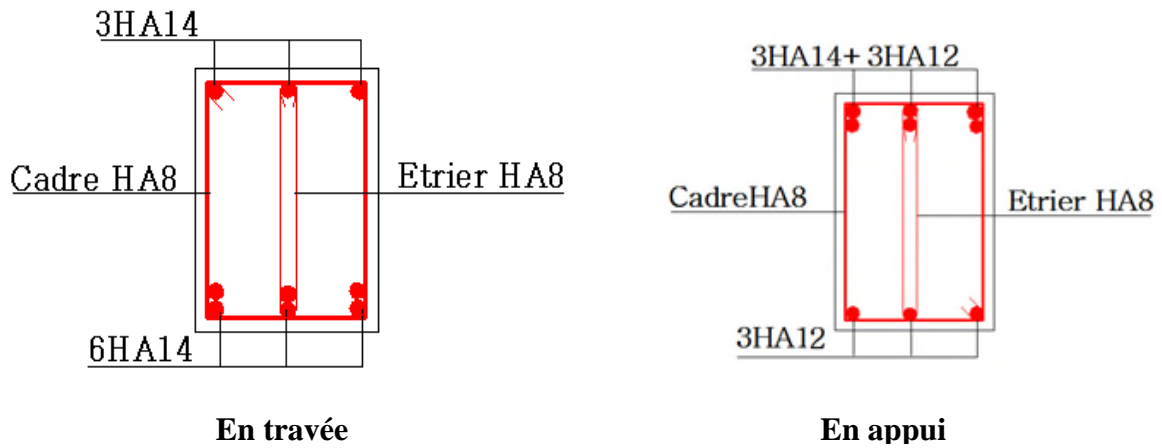 3HA14
Cadre HA8
Etrier HA8
6HA14
En travée
3HA14+ 3HA12
CadreHA8
Etrier HA8
3HA12
En appui